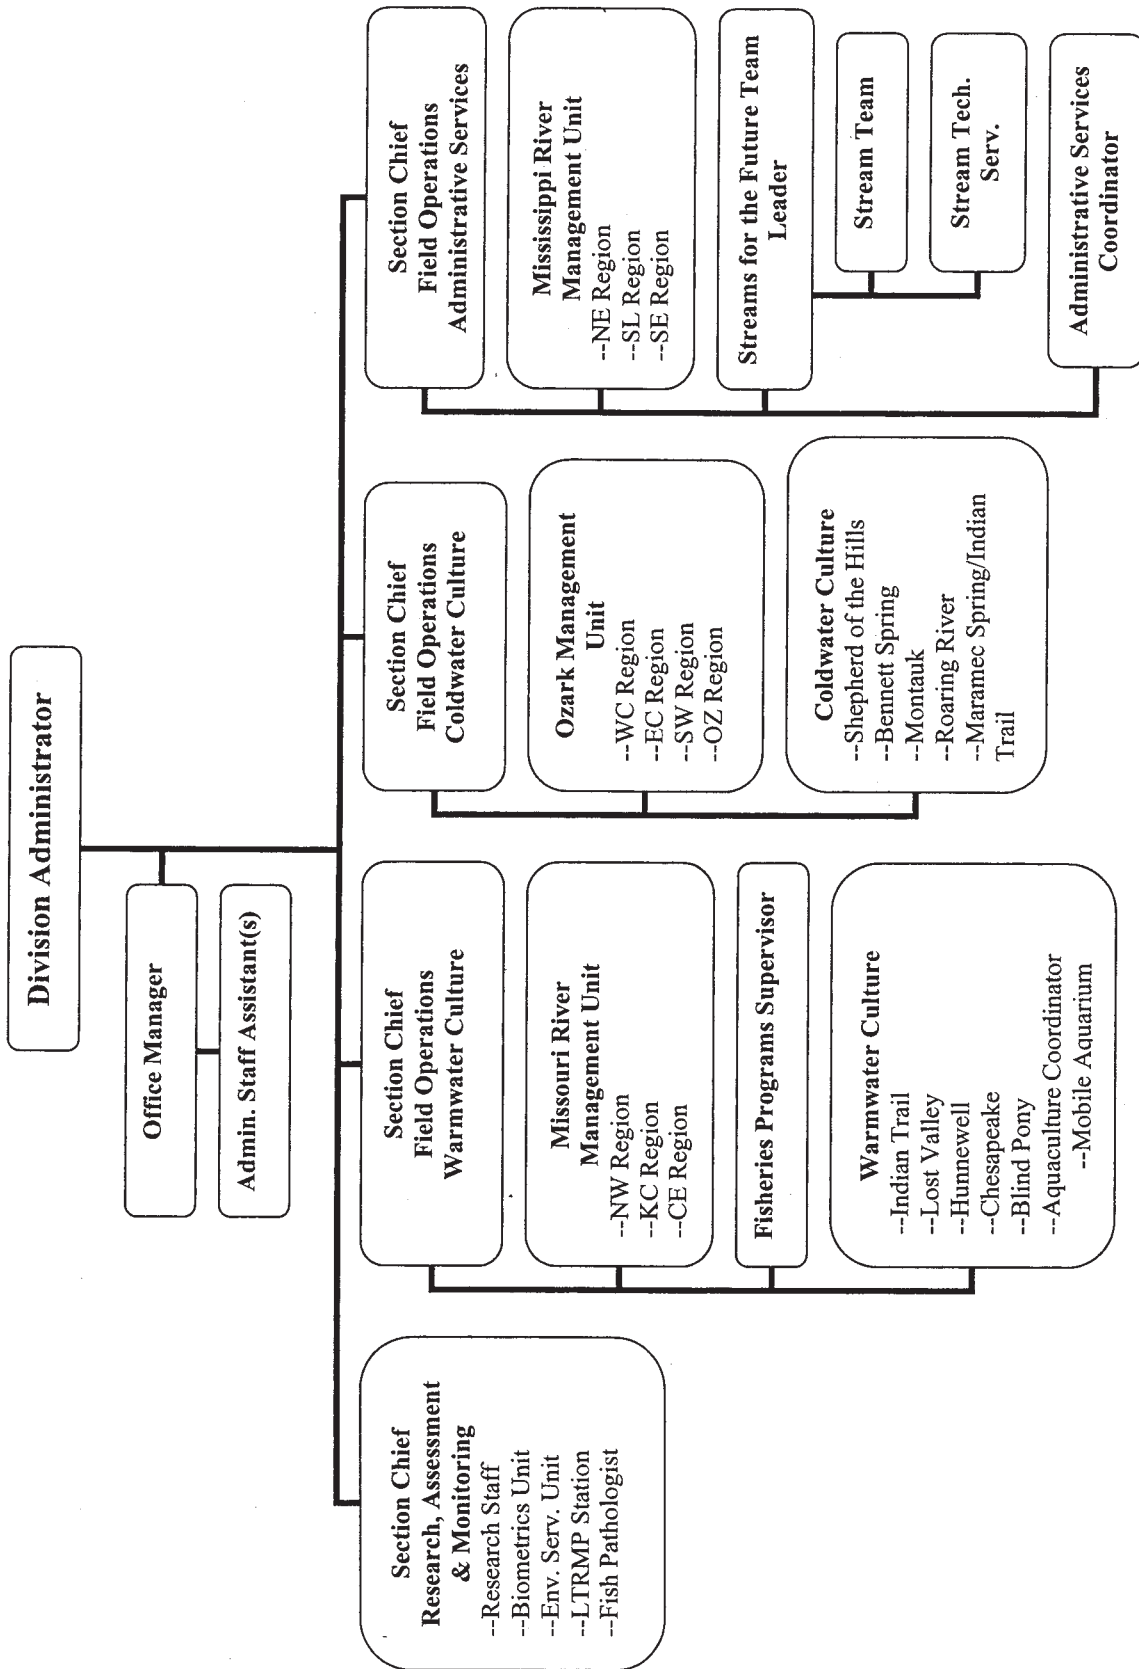 Division Administrator
Office Manager
Admin. Staff Assistant(s)
Section Chief
Research, Assessment
& Monitoring
--Research Staff
--Biometrics Unit
--Env. Serv. Unit
--LTRMP Station
--Fish Pathologist
Section Chief
Field Operations
Warmwater Culture
Missouri River
Management Unit
--NW Region
--KC Region
--CE Region
Fisheries Programs Supervisor
Warmwater Culture
--Indian Trail
--Lost Valley
--Hunnewell
--Chesapeake
--Blind Pony
--Aquaculture Coordinator
--Mobile Aquarium
Section Chief
Field Operations
Coldwater Culture
Ozark Management
Unit
--WC Region
--EC Region
--SW Region
--OZ Region
Coldwater Culture
--Shepherd of the Hills
--Bennett Spring
--Montauk
--Roaring River
--Maramec Spring/Indian
Trail
Section Chief
Field Operations
Administrative Services
Mississippi River
Management Unit
--NE Region
--SL Region
--SE Region
Streams for the Future Team
Leader
Stream Team
Stream Tech.
Serv.
Administrative Services
Coordinator